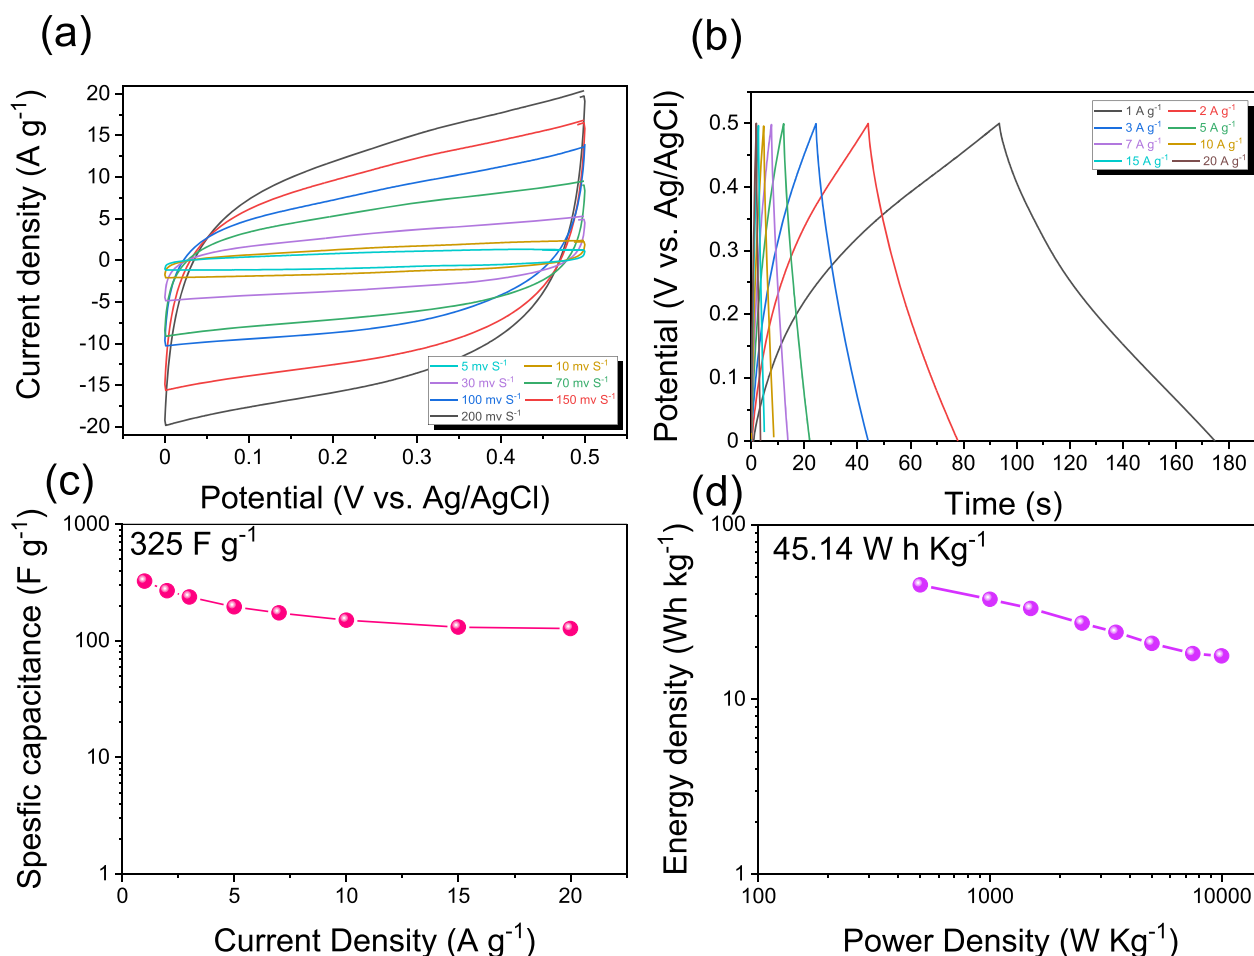 (a)
20
15
10
5
0
-5
-10
-15
-20
Current density (A g⁻¹)
5 mv S⁻¹ 10 mv S⁻¹
30 mv S⁻¹ 70 mv S⁻¹
100 mv S⁻¹ 150 mv S⁻¹
200 mv S⁻¹
0 0.1 0.2 0.3 0.4 0.5
Potential (V vs. Ag/AgCl)
(b)
0.5
0.4
0.3
0.2
0.1
0
Potential (V vs. Ag/AgCl)
1 A g⁻¹ 2 A g⁻¹
3 A g⁻¹ 5 A g⁻¹
7 A g⁻¹ 10 A g⁻¹
15 A g⁻¹ 20 A g⁻¹
0 20 40 60 80 100 120 140 160 180
Time (s)
(c)
1000
100
10
1
Spesfic capacitance (F g⁻¹)
325 F g⁻¹
0 5 10 15 20
Current Density (A g⁻¹)
(d)
100
10
1
Energy density (Wh kg⁻¹)
45.14 W h Kg⁻¹
100 1000 10000
Power Density (W Kg⁻¹)